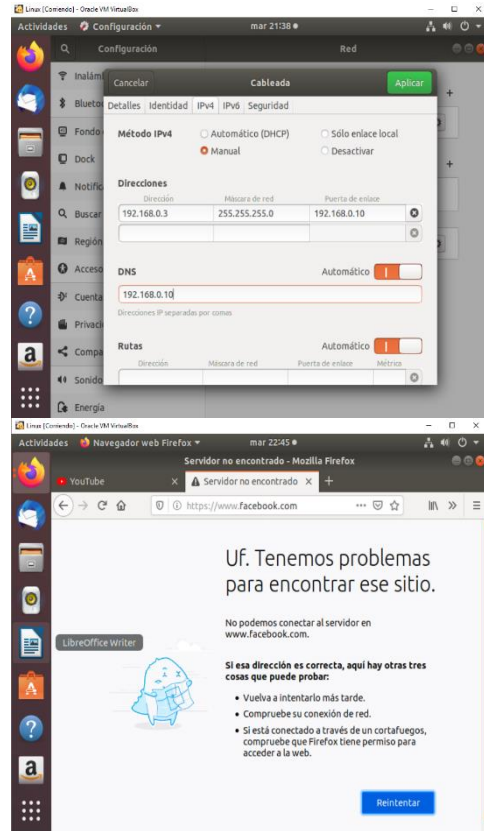 Linux [Corriendo] - Oracle VM VirtualBox
Actividades Configuración mar 21:38
Configuración Red
Inalám
Cancelar Cableada Aplicar
Bluetoo
Detalles Identidad IPv4 IPv6 Seguridad
Fondo
Método IPv4 Automático (DHCP) Sólo enlace local
Manual Desactivar
Dock
Notific
Direcciones
Dirección Máscara de red Puerta de enlace
Buscar
192.168.0.3 255.255.255.0 192.168.0.10
Región
Acceso
DNS Automático
Cuenta
192.168.0.10
Direcciones IP separadas por comas
Privaci
Compa
Rutas Automático
Dirección Máscara de red Puerta de enlace Métrica
Sonido
Energía
Linux [Corriendo] - Oracle VM VirtualBox
Actividades Navegador web Firefox mar 22:45
Servidor no encontrado - Mozilla Firefox
YouTube Servidor no encontrado
https://www.facebook.com
Uf. Tenemos problemas
para encontrar ese sitio.
No podemos conectar al servidor en
www.facebook.com.
LibreOffice Writer
Si esa dirección es correcta, aquí hay otras tres
cosas que puede probar:
Vuelva a intentarlo más tarde.
Compruebe su conexión de red.
Si está conectado a través de un cortafuegos,
compruebe que Firefox tiene permiso para
acceder a la web.
Reintentar